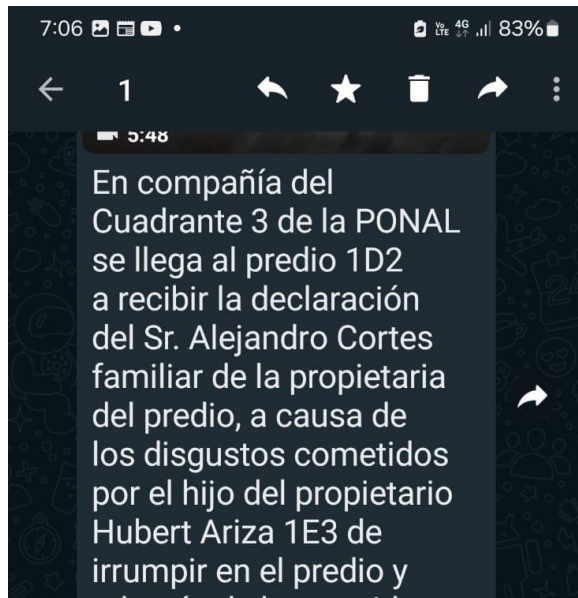 7:06 VoLTE 4G 83%
1
5:48
En compañía del
Cuadrante 3 de la PONAL
se llega al predio 1D2
a recibir la declaración
del Sr. Alejandro Cortes
familiar de la propietaria
del predio, a causa de
los disgustos cometidos
por el hijo del propietario
Hubert Ariza 1E3 de
irrumpir en el predio y